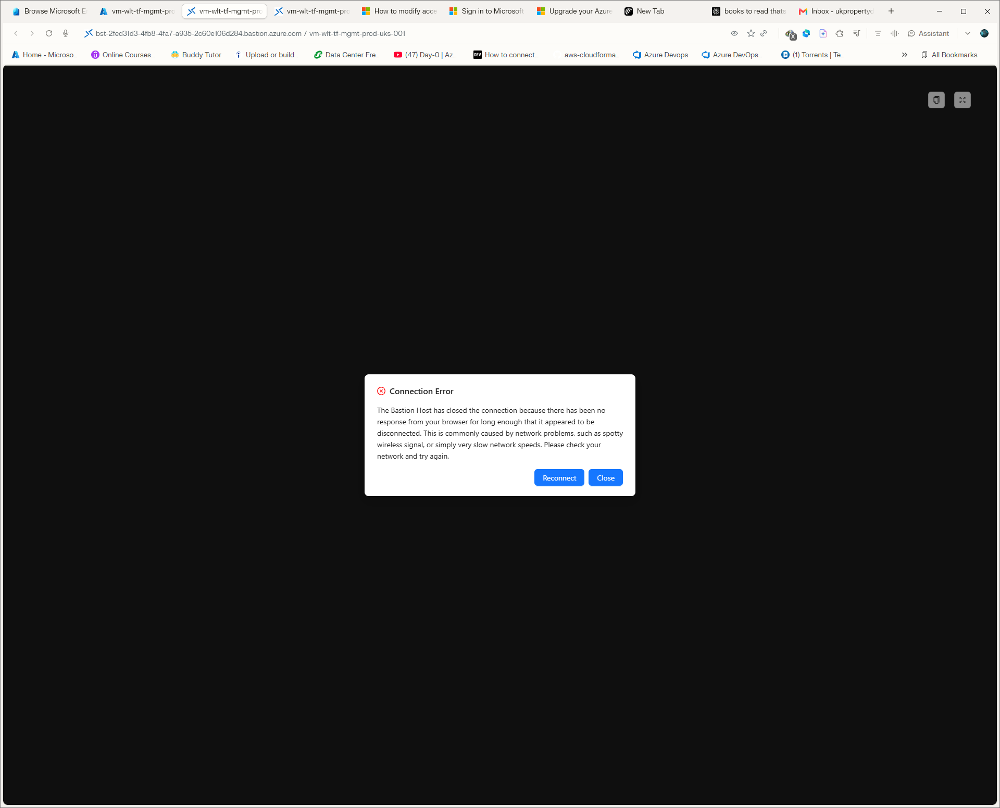 Browse Microsoft E
vm-wlt-tf-mgmt-pro
vm-wlt-tf-mgmt-pro
vm-wlt-tf-mgmt-pro
How to modify acce
Sign in to Microsoft
Upgrade your Azure
New Tab
books to read thats
Inbox - ukpropertyd
bst-2fed31d3-4fb8-4fa7-a935-2c60e106d284.bastion.azure.com / vm-wlt-tf-mgmt-prod-uks-001
X
Assistant
Home - Microso...
Online Courses...
Buddy Tutor
Upload or build...
Data Center Fre...
(47) Day-0 | Az...
DEV
How to connect...
aws-cloudforma...
Azure Devops
Azure DevOps...
(1) Torrents | Te...
All Bookmarks
Connection Error
The Bastion Host has closed the connection because there has been no
response from your browser for long enough that it appeared to be
disconnected. This is commonly caused by network problems, such as spotty
wireless signal, or simply very slow network speeds. Please check your
network and try again.
Reconnect
Close